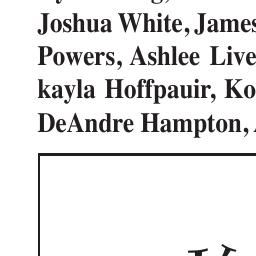 Joshua White, James
Powers, Ashlee Live
kayla Hoffpauir, Ko
DeAndre Hampton,